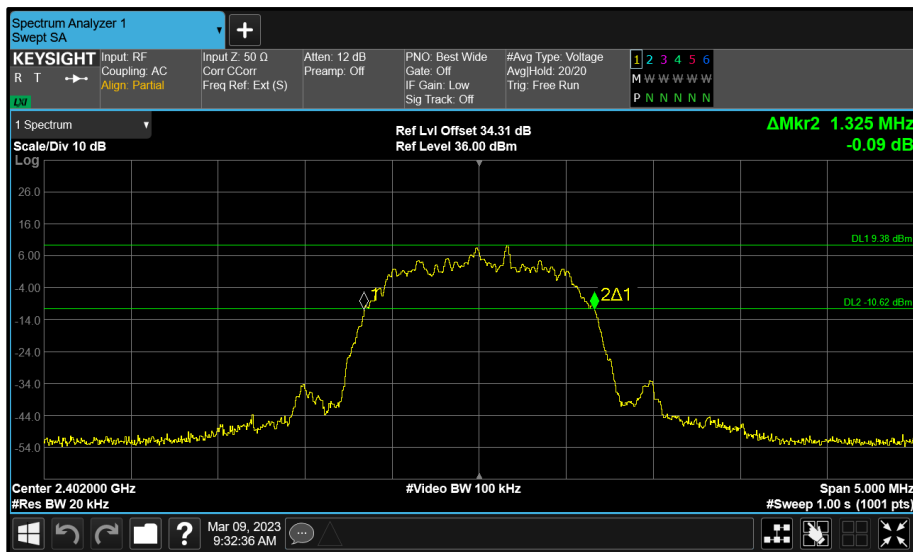 Spectrum Analyzer 1
Swept SA
KEYSIGHT
R T
LXI
Input: RF
Coupling: AC
Align: Partial
Input Z: 50 Ω
Corr CCorr
Freq Ref: Ext (S)
Atten: 12 dB
Preamp: Off
PNO: Best Wide
Gate: Off
IF Gain: Low
Sig Track: Off
#Avg Type: Voltage
Avg|Hold: 20/20
Trig: Free Run
1 2 3 4 5 6
M W W W W W
P N N N N N
1 Spectrum
Scale/Div 10 dB
Log
Ref Lvl Offset 34.31 dB
Ref Level 36.00 dBm
ΔMkr2 1.325 MHz
-0.09 dB
26.0
16.0
6.00
-4.00
-14.0
-24.0
-34.0
-44.0
-54.0
DL1 9.38 dBm
1
2Δ1
DL2 -10.62 dBm
Center 2.402000 GHz
#Res BW 20 kHz
#Video BW 100 kHz
Span 5.000 MHz
#Sweep 1.00 s (1001 pts)
?
Mar 09, 2023
9:32:36 AM